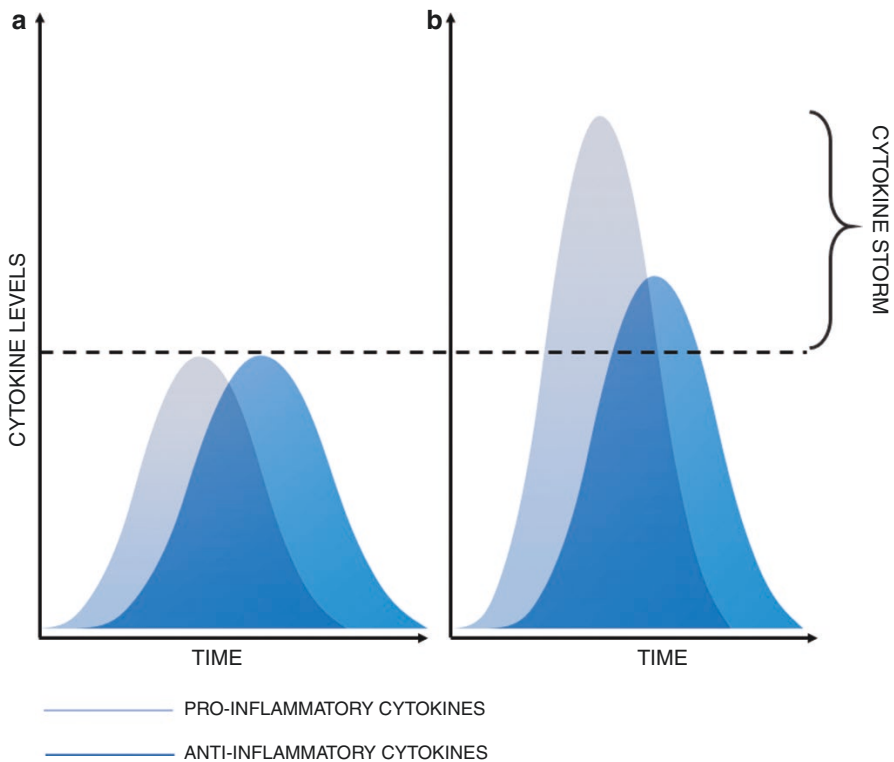 a
b
CYTOKINE LEVELS
CYTOKINE STORM
TIME
TIME
PRO-INFLAMMATORY CYTOKINES
ANTI-INFLAMMATORY CYTOKINES